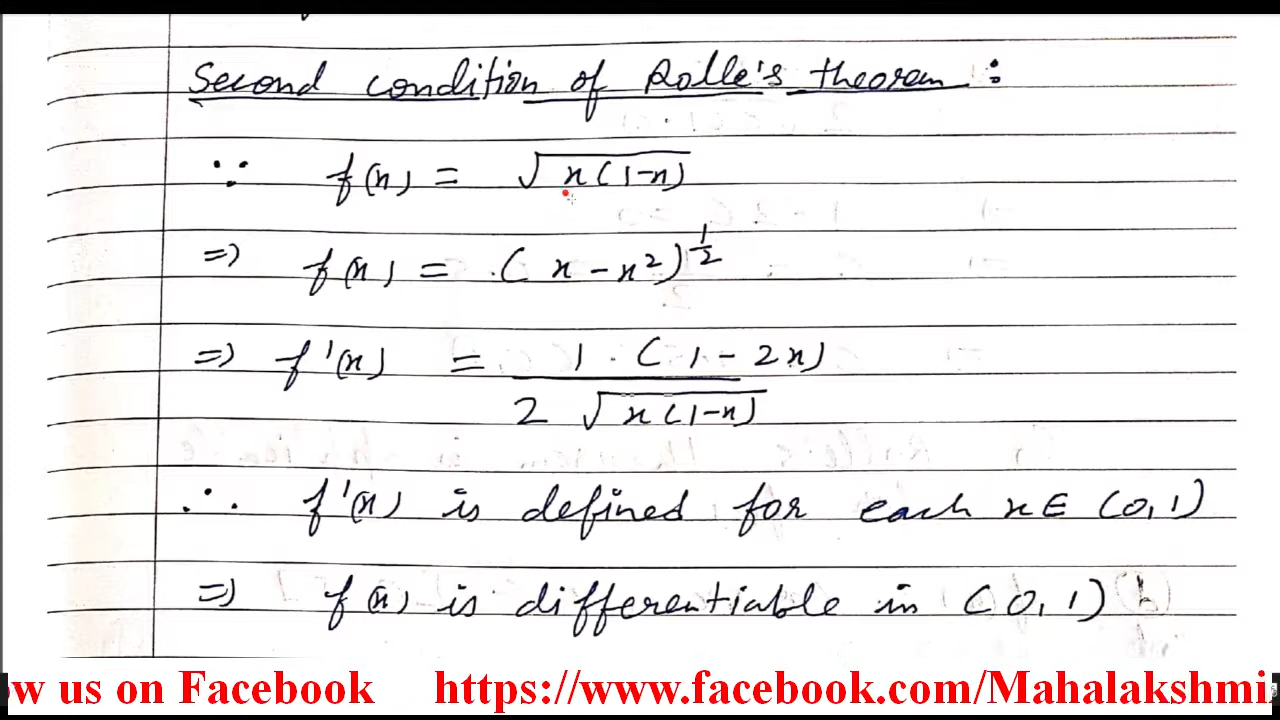 Second condition of Rolle's theorem :
∵ f(x) = √x(1-x)
⇒ f(x) = (x - x²)^1/2
⇒ f'(x) = 1 · (1 - 2x)
2 √x(1-x)
∴ f'(x) is defined for each x ∈ (0,1)
⇒ f(x) is differentiable in (0,1)
ow us on Facebook https://www.facebook.com/Mahalakshmi